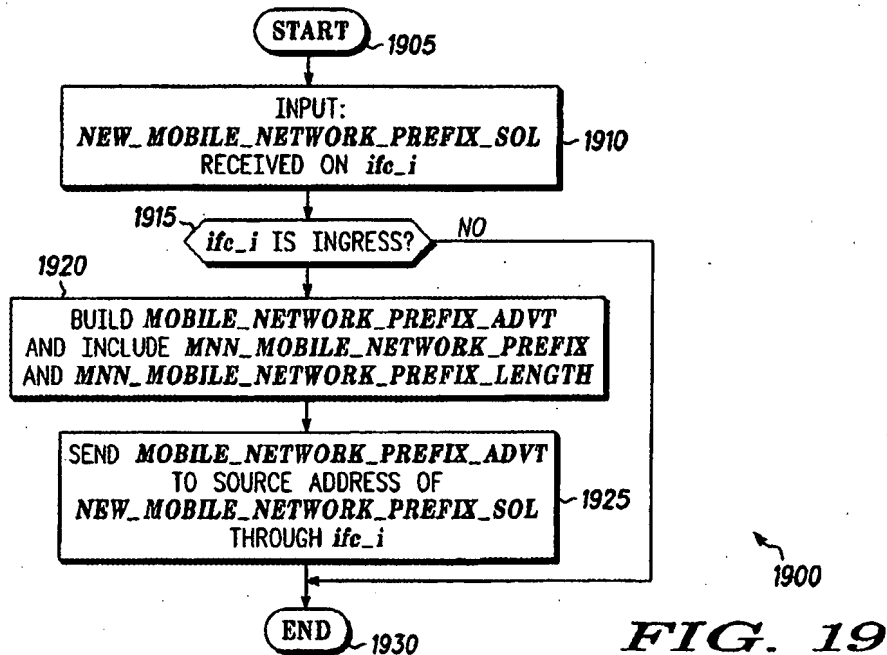 START
1905
INPUT:
NEW_MOBILE_NETWORK_PREFIX_SOL
RECEIVED ON ifc_i
1910
1915
ifc_i IS INGRESS?
NO
1920
BUILD MOBILE_NETWORK_PREFIX_ADVT
AND INCLUDE MNN_MOBILE_NETWORK_PREFIX
AND MNN_MOBILE_NETWORK_PREFIX_LENGTH
SEND MOBILE_NETWORK_PREFIX_ADVT
TO SOURCE ADDRESS OF
NEW_MOBILE_NETWORK_PREFIX_SOL
THROUGH ifc_i
1925
1900
END
1930
FIG. 19